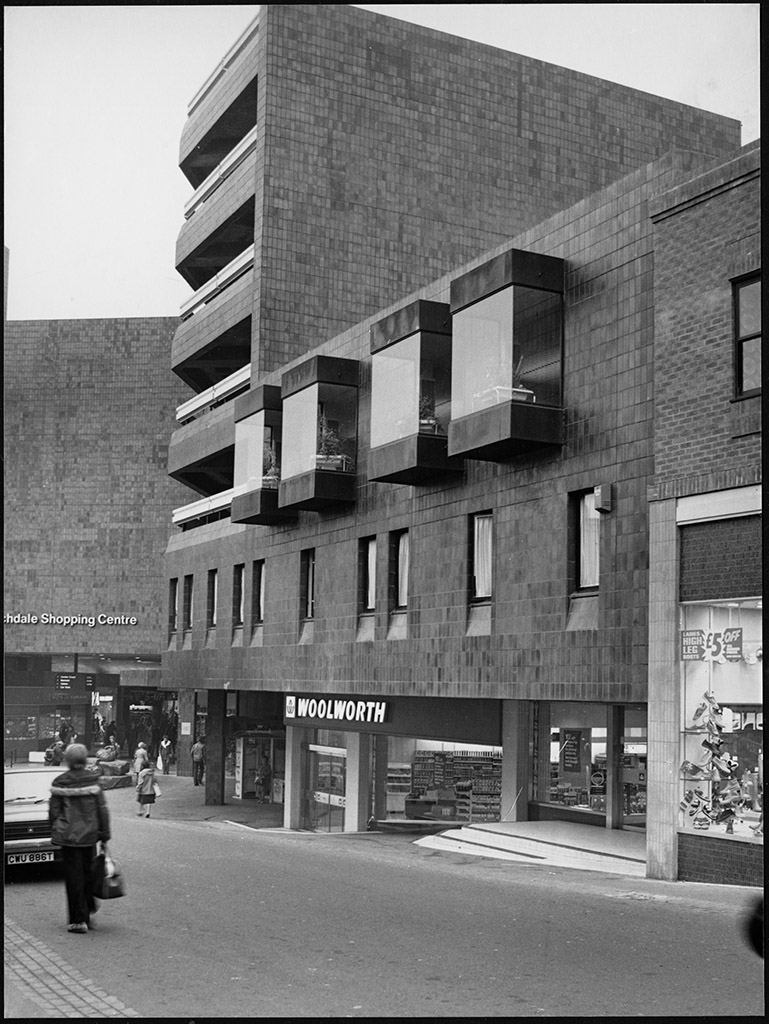 chdale Shopping Centre
WOOLWORTH
LADIES
HIGH
LEG
BOOTS
£5 OFF
CWU 886T